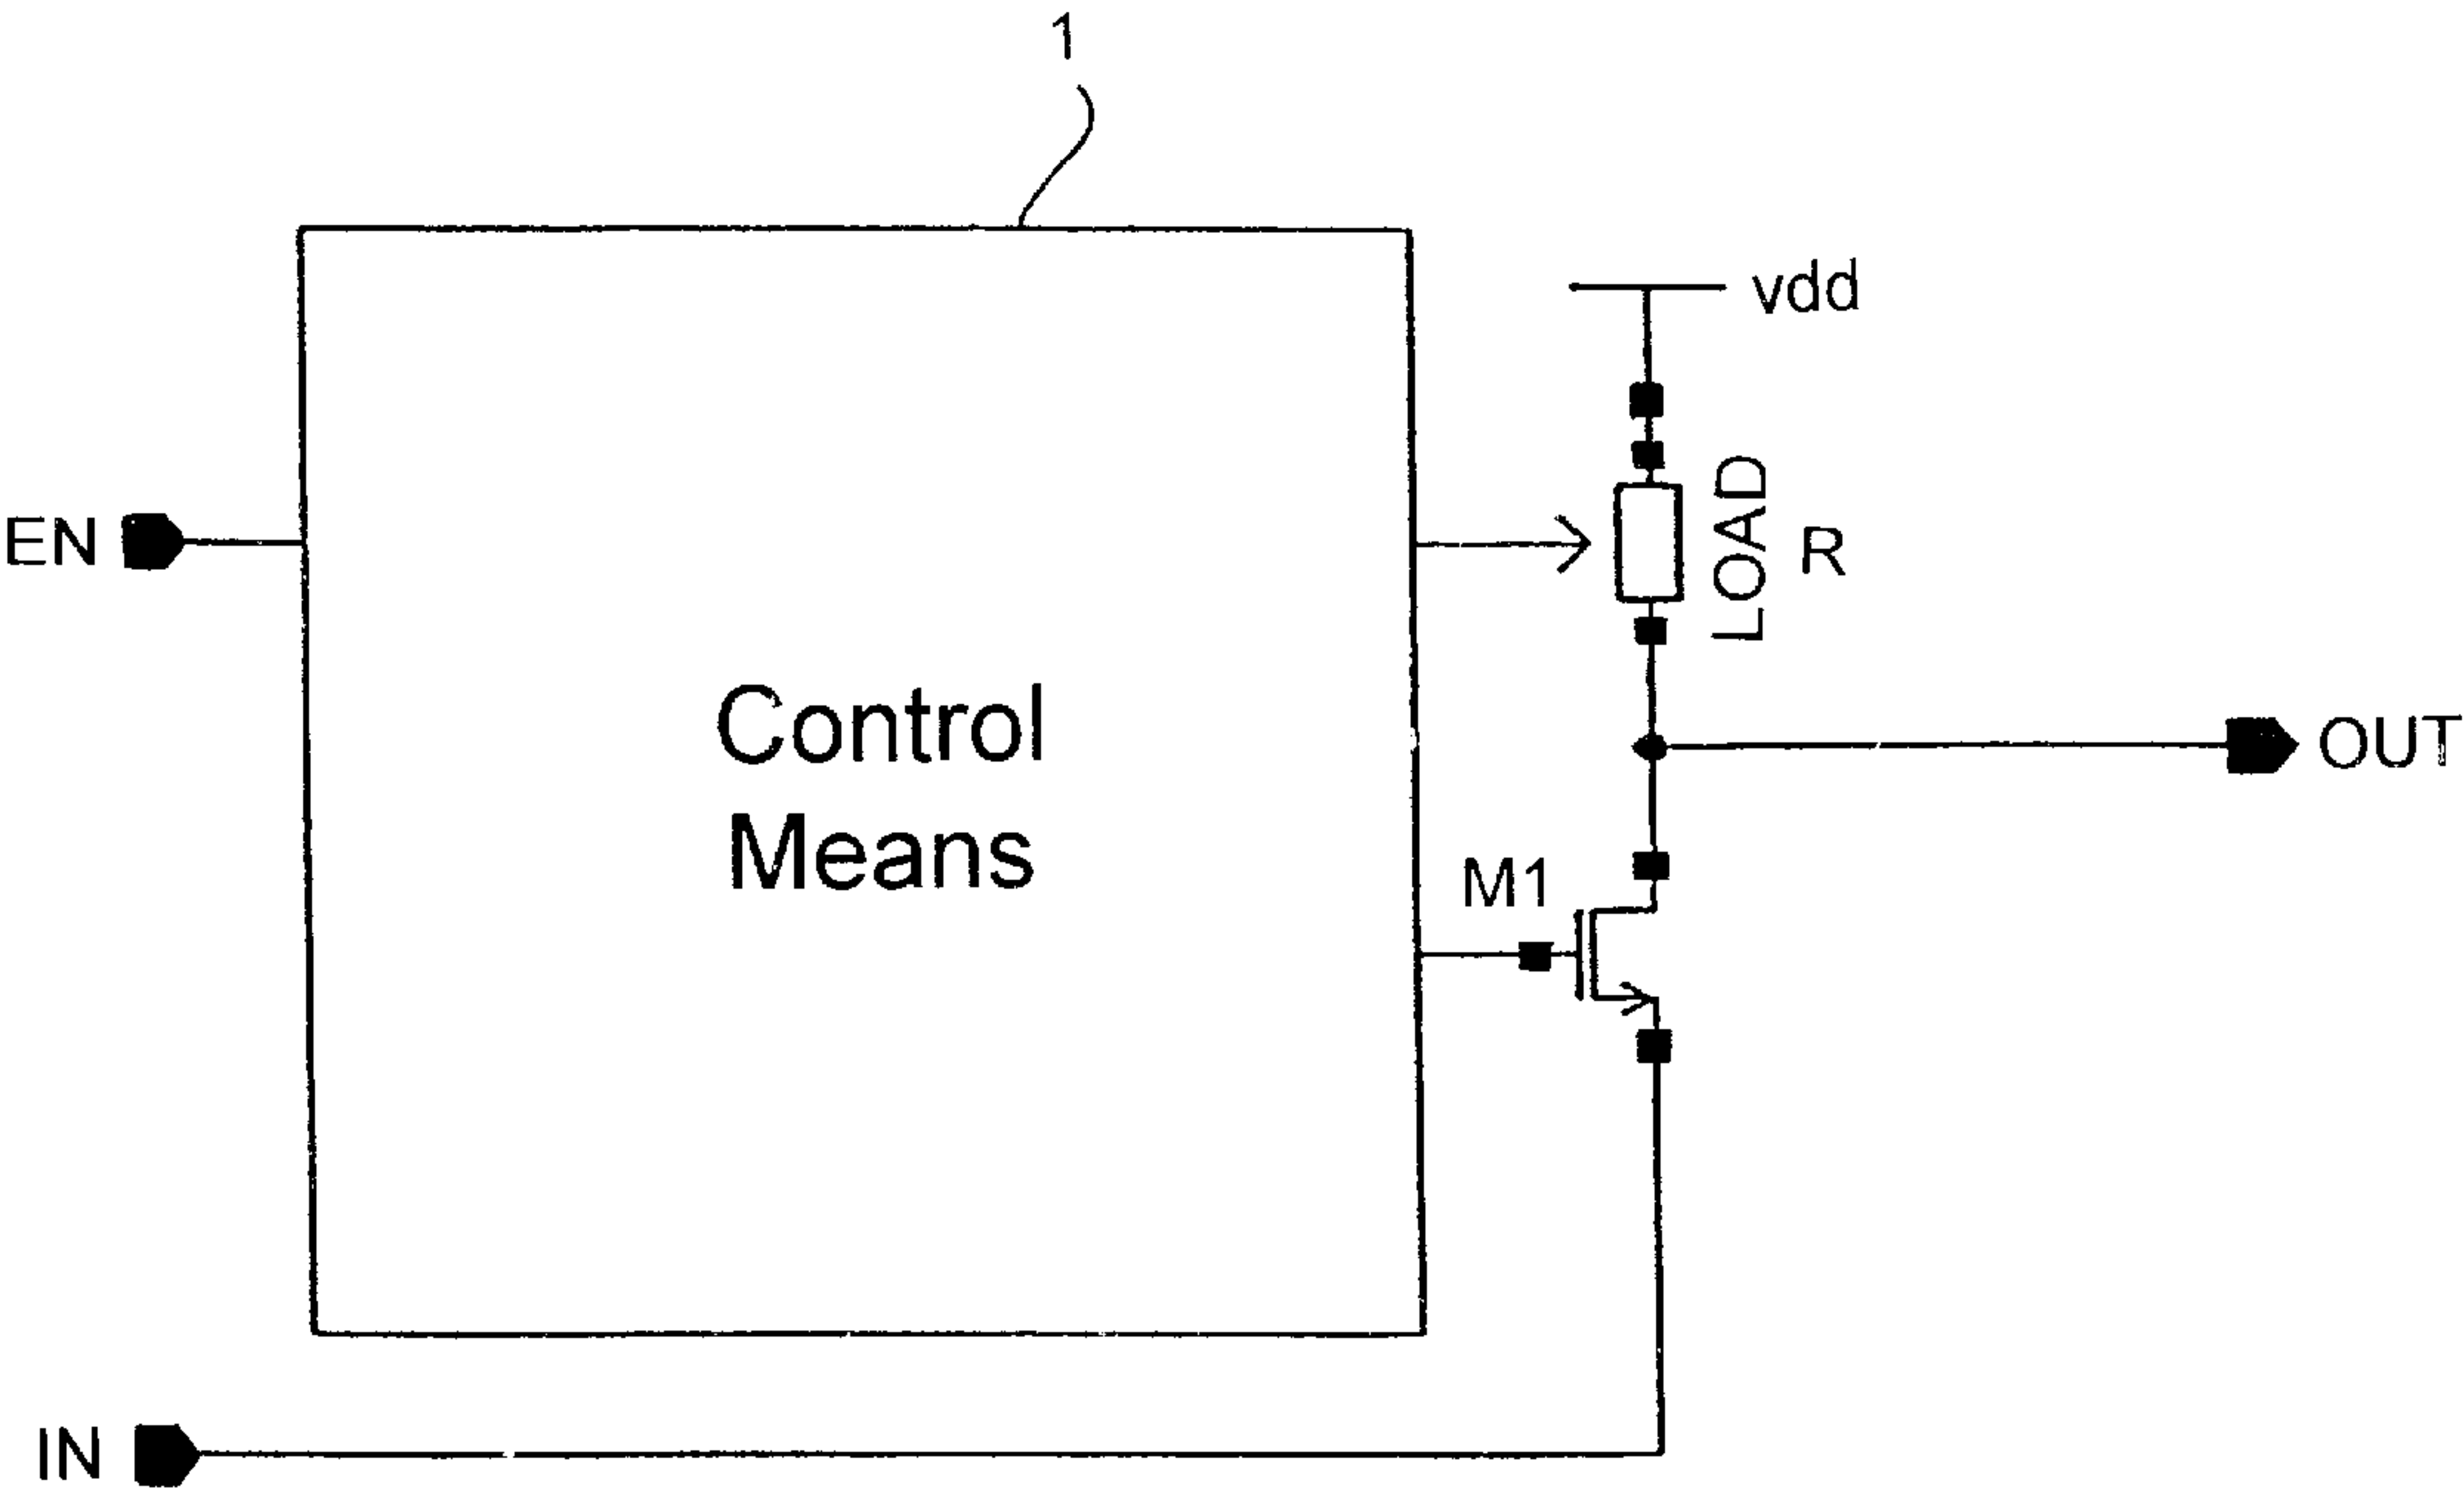 1
vdd
EN
LOAD
R
Control
Means
OUT
M1
IN